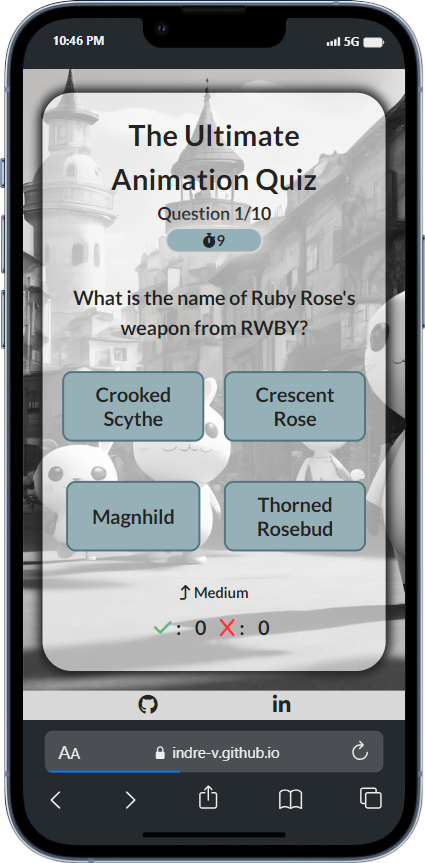 10:46 PM 5G
The Ultimate
Animation Quiz
Question 1/10
9
What is the name of Ruby Rose's
weapon from RWBY?
Crooked
Scythe
Crescent
Rose
Magnhild
Thorned
Rosebud
Medium
: 0 : 0
in
AA indre-v.github.io